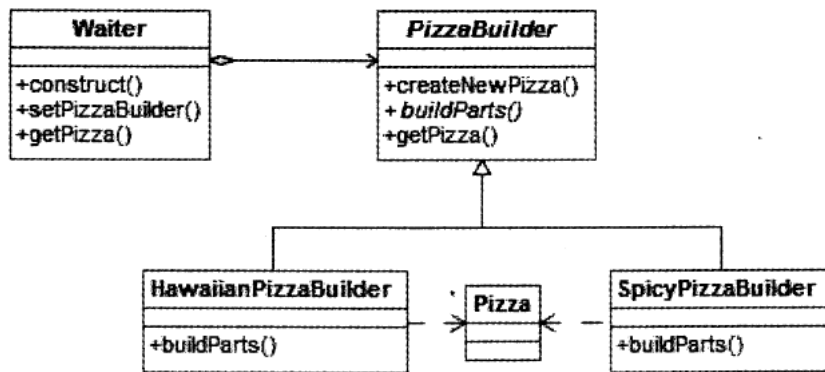 Waiter
+construct()
+setPizzaBuilder()
+getPizza()
PizzaBuilder
+createNewPizza()
+buildParts()
+getPizza()
HawaiianPizzaBuilder
+buildParts()
Pizza
SpicyPizzaBuilder
+buildParts()